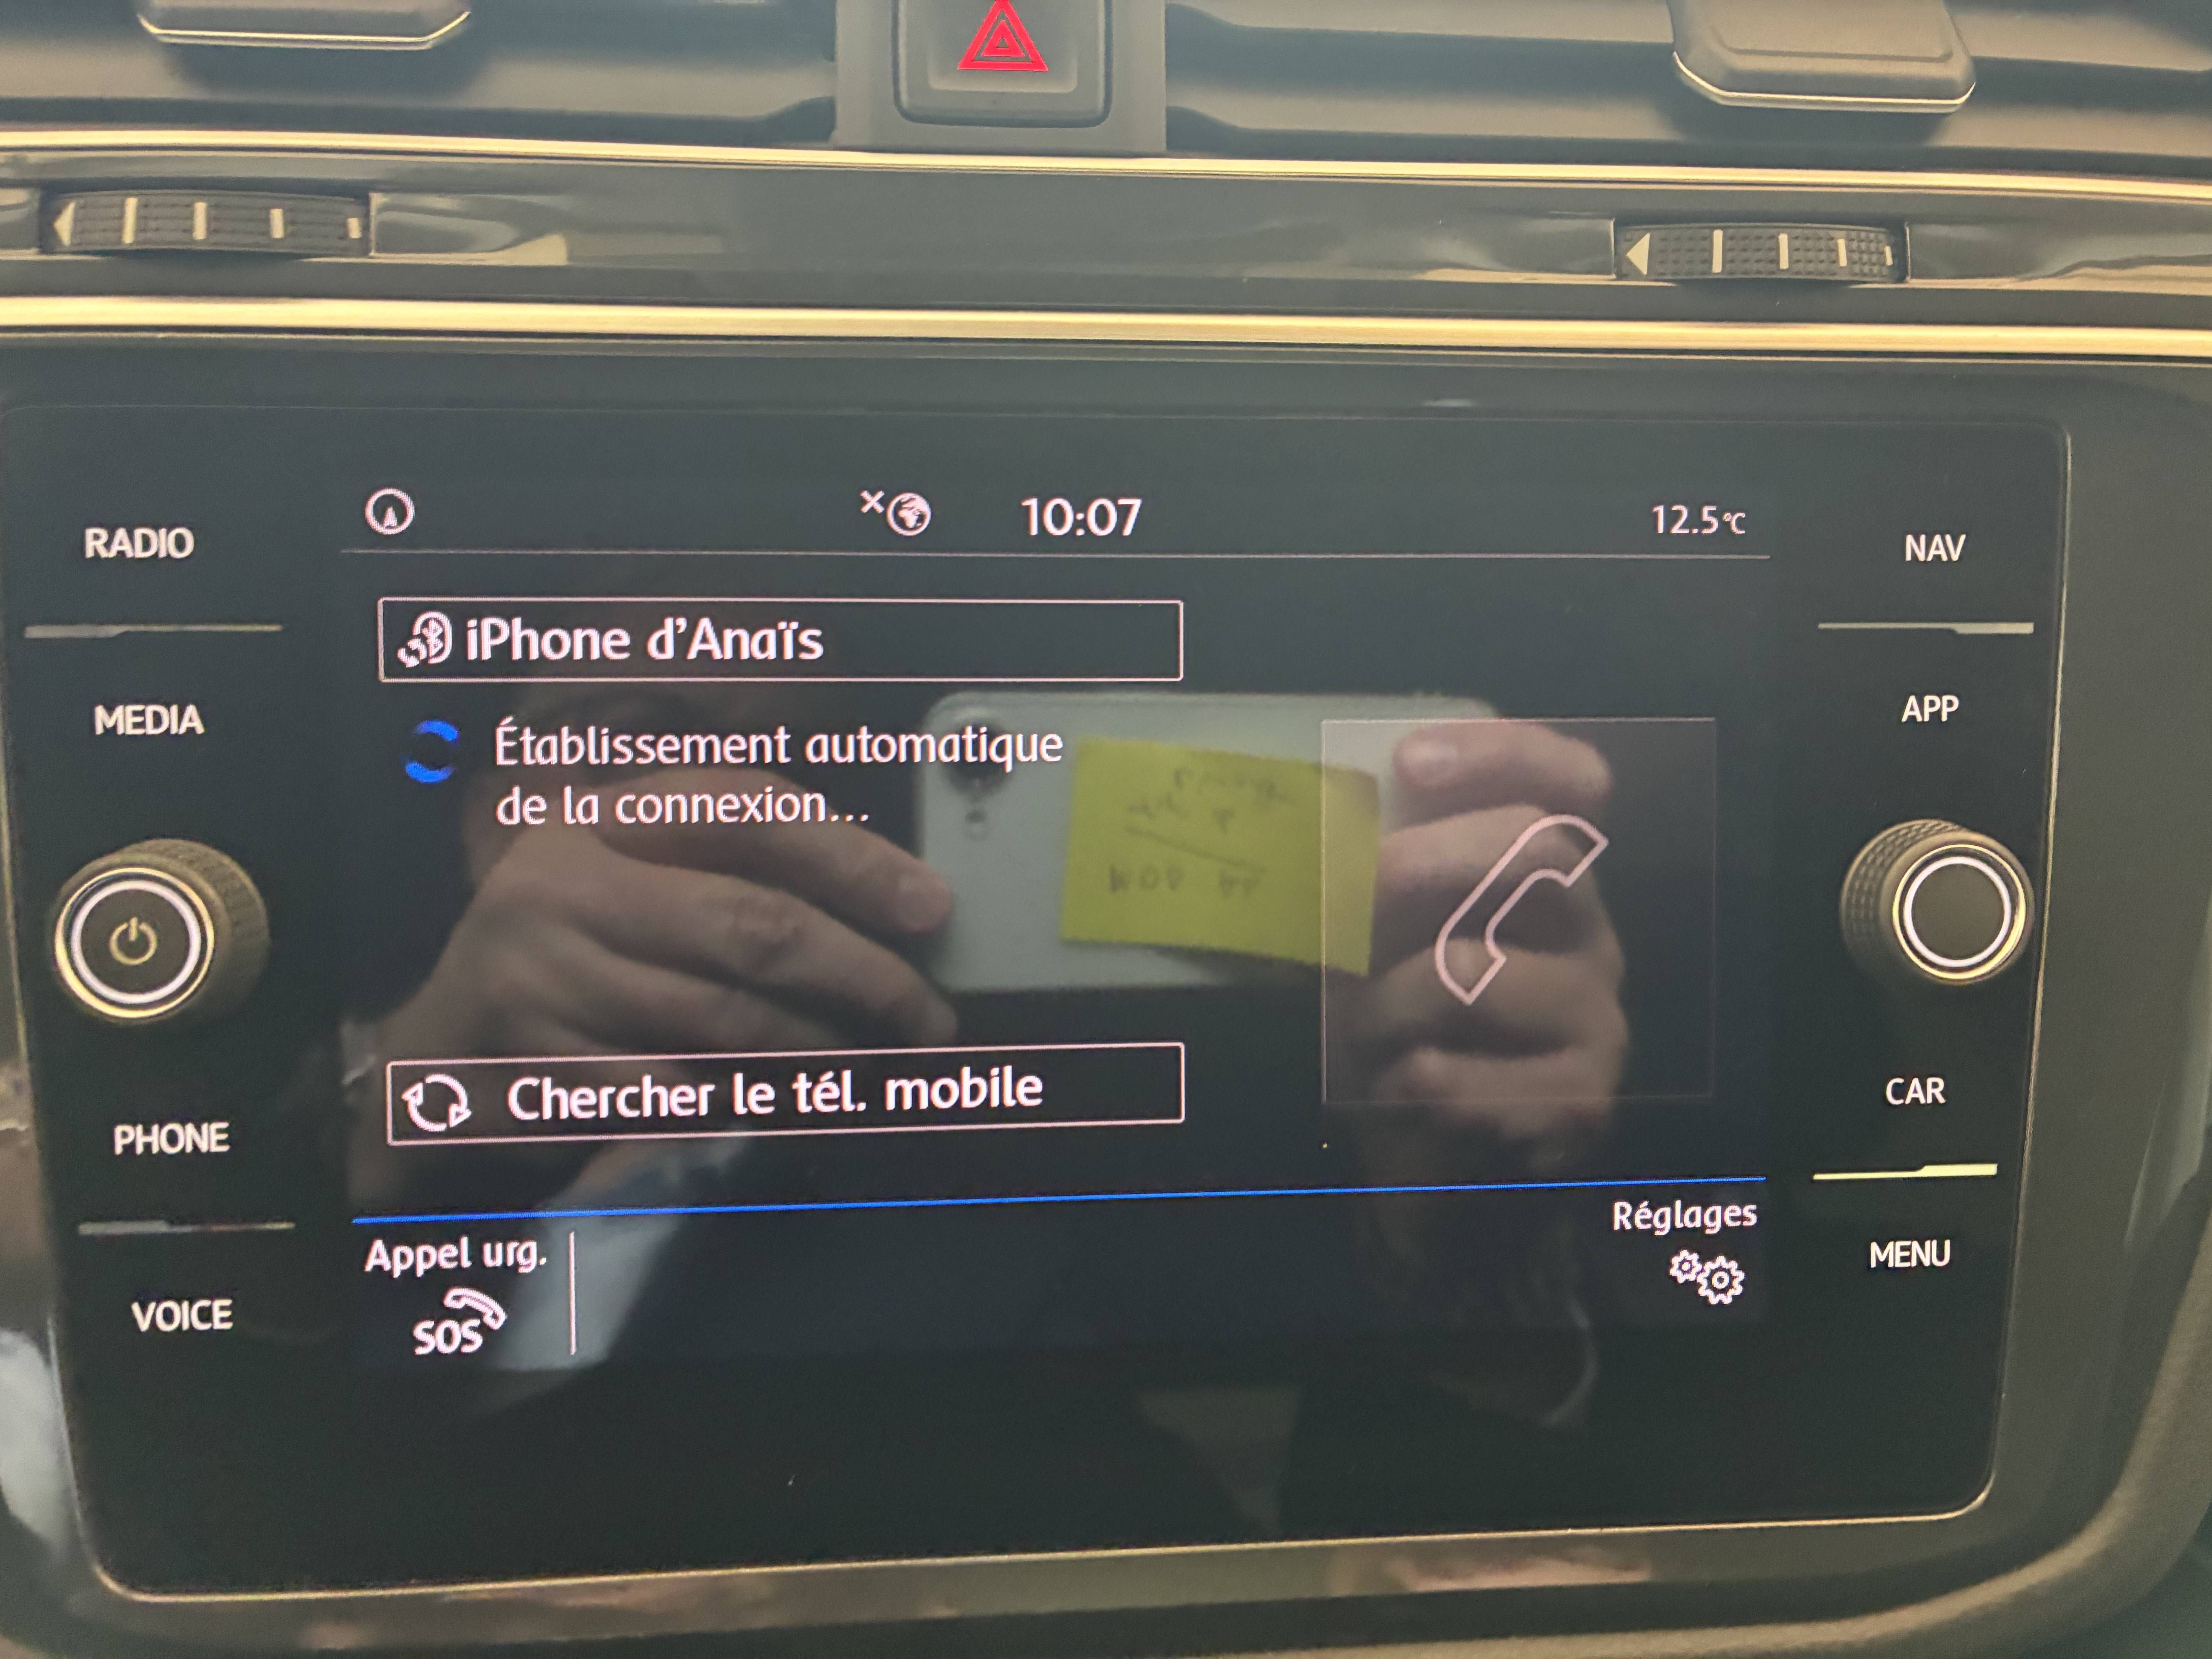 RADIO
MEDIA
PHONE
VOICE
10:07
12.5°C
iPhone d'Anaïs
Établissement automatique
de la connexion...
Chercher le tél. mobile
Appel urg.
SOS
Réglages
NAV
APP
CAR
MENU